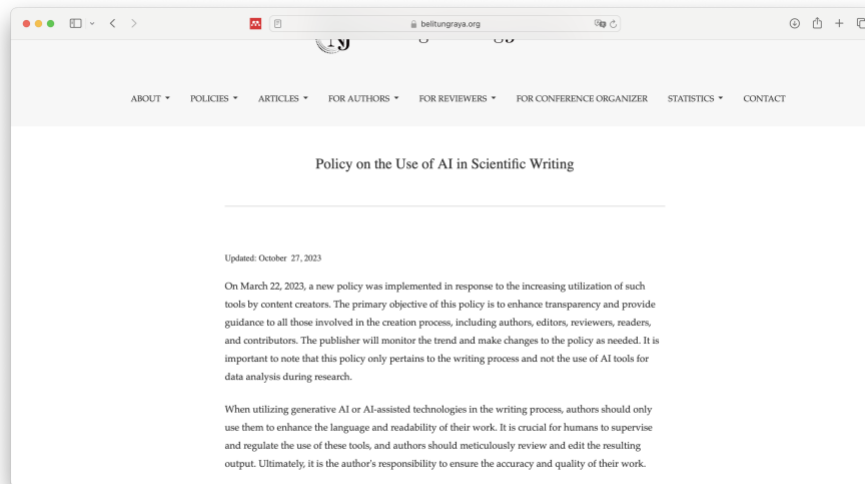 belitungraya.org
ABOUT
POLICIES
ARTICLES
FOR AUTHORS
FOR REVIEWERS
FOR CONFERENCE ORGANIZER
STATISTICS
CONTACT
Policy on the Use of AI in Scientific Writing
Updated: October 27, 2023
On March 22, 2023, a new policy was implemented in response to the increasing utilization of such
tools by content creators. The primary objective of this policy is to enhance transparency and provide
guidance to all those involved in the creation process, including authors, editors, reviewers, readers,
and contributors. The publisher will monitor the trend and make changes to the policy as needed. It is
important to note that this policy only pertains to the writing process and not the use of AI tools for
data analysis during research.
When utilizing generative AI or AI-assisted technologies in the writing process, authors should only
use them to enhance the language and readability of their work. It is crucial for humans to supervise
and regulate the use of these tools, and authors should meticulously review and edit the resulting
output. Ultimately, it is the author's responsibility to ensure the accuracy and quality of their work.